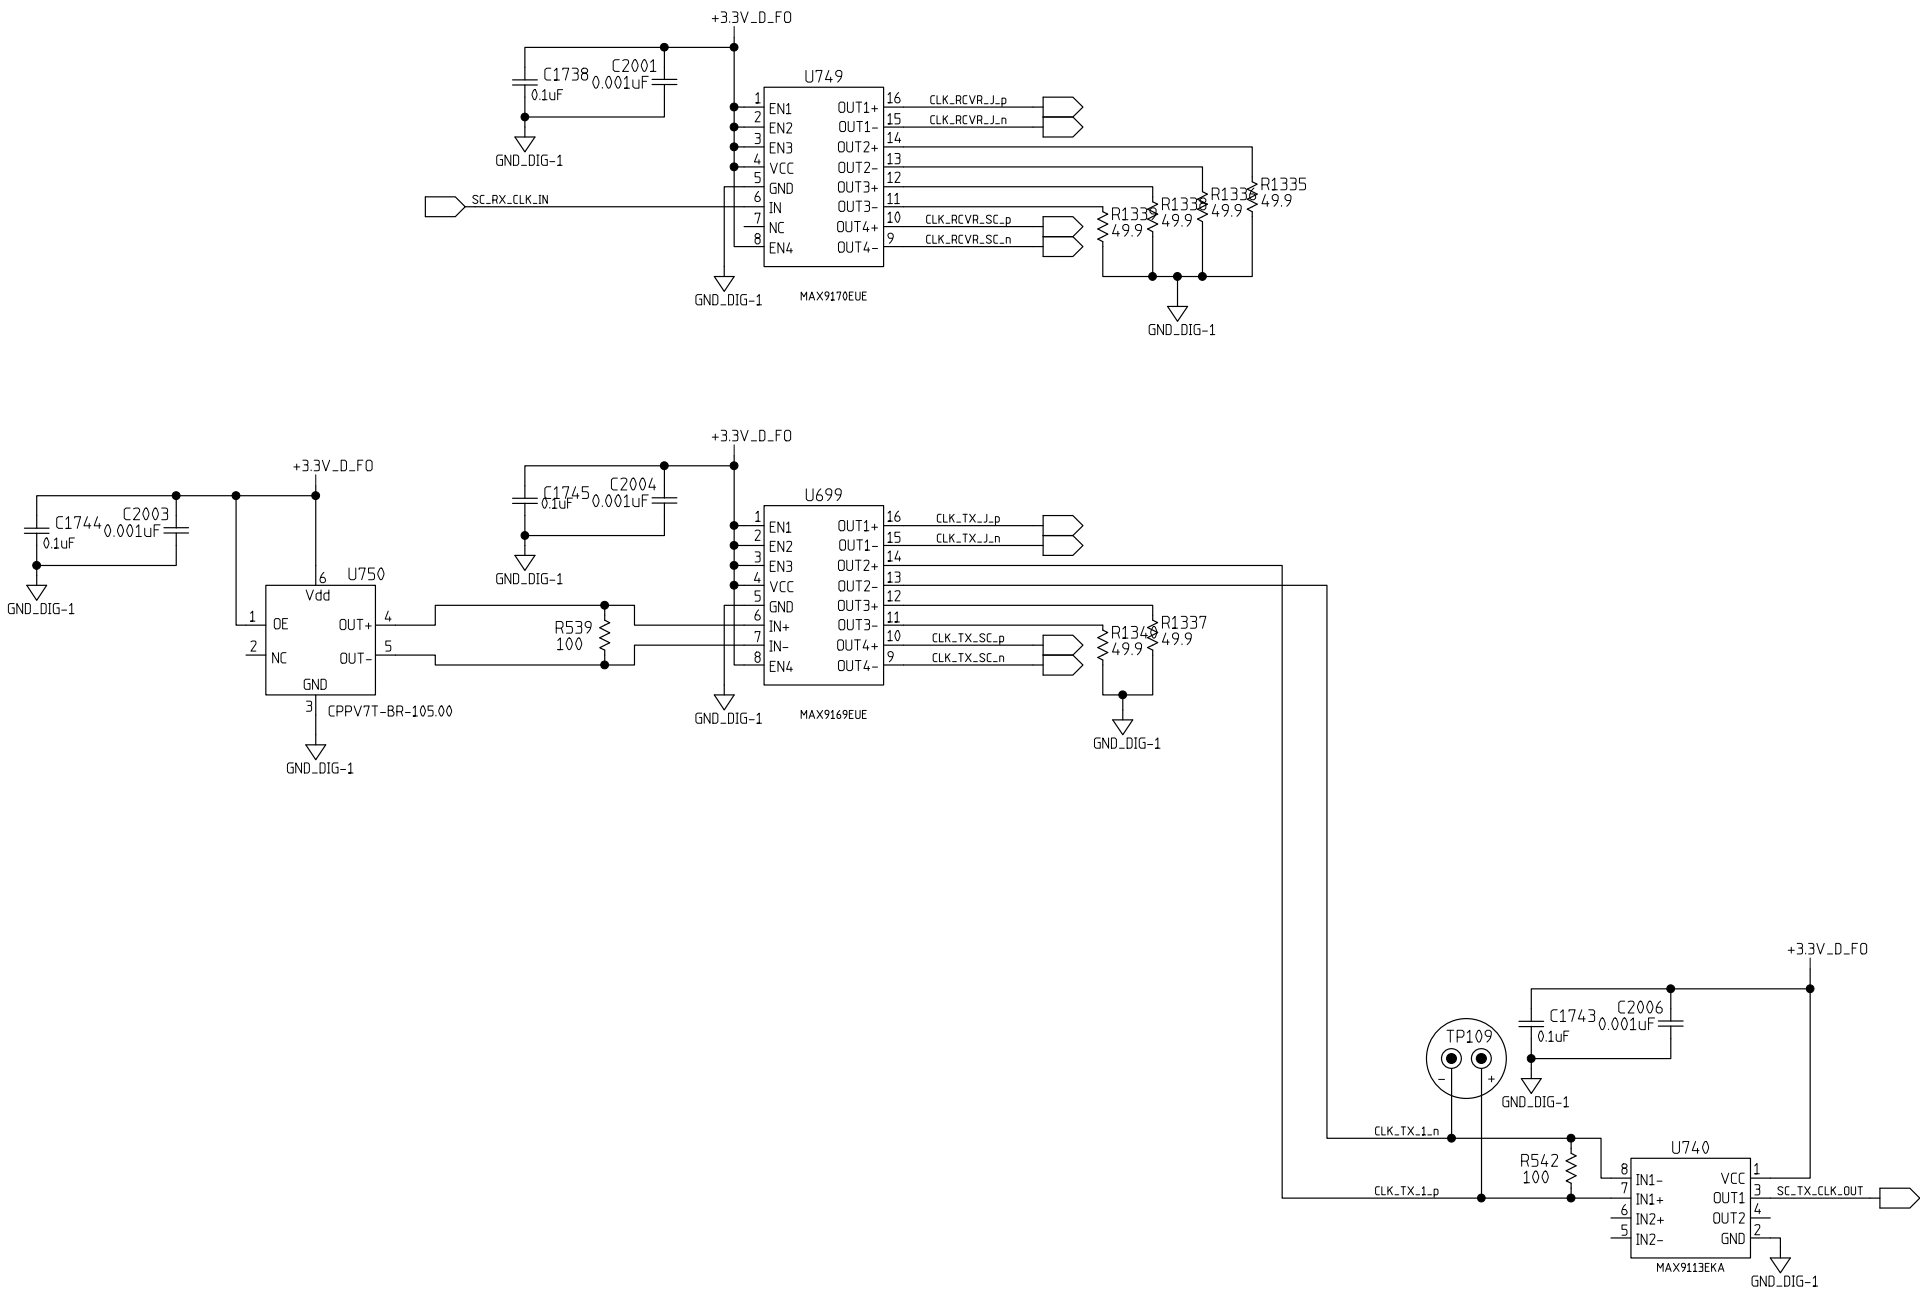 +3.3V_D_FO
C1738
0.1uF
C2001
0.001uF
GND_DIG-1
U749
1 EN1
2 EN2
3 EN3
4 VCC
5 GND
6 IN
7 NC
8 EN4
OUT1+ 16 CLK_RCVR_J_p
OUT1- 15 CLK_RCVR_J_n
OUT2+ 14
OUT2- 13
OUT3+ 12
OUT3- 11
OUT4+ 10 CLK_RCVR_SC_p
OUT4- 9 CLK_RCVR_SC_n
SC_RX_CLK_IN
GND_DIG-1
MAX9170EUE
R1339
49.9
R1338
49.9
R1336
49.9
R1335
49.9
GND_DIG-1
+3.3V_D_FO
C1744
0.1uF
C2003
0.001uF
GND_DIG-1
U750
6
Vdd
1 OE
2 NC
OUT+ 4
OUT- 5
GND
3
CPPV7T-BR-105.00
GND_DIG-1
R539
100
+3.3V_D_FO
C1745
0.1uF
C2004
0.001uF
GND_DIG-1
U699
1 EN1
2 EN2
3 EN3
4 VCC
5 GND
6 IN+
7 IN-
8 EN4
OUT1+ 16 CLK_TX_J_p
OUT1- 15 CLK_TX_J_n
OUT2+ 14
OUT2- 13
OUT3+ 12
OUT3- 11
OUT4+ 10 CLK_TX_SC_p
OUT4- 9 CLK_TX_SC_n
GND_DIG-1
MAX9169EUE
R1340
49.9
R1337
49.9
GND_DIG-1
+3.3V_D_FO
C1743
0.1uF
C2006
0.001uF
GND_DIG-1
TP109
- +
CLK_TX_1_n
CLK_TX_1_p
R542
100
U740
8 IN1-
7 IN1+
6 IN2+
5 IN2-
VCC 1
OUT1 3 SC_TX_CLK_OUT
OUT2 4
GND 2
MAX9113EKA
GND_DIG-1